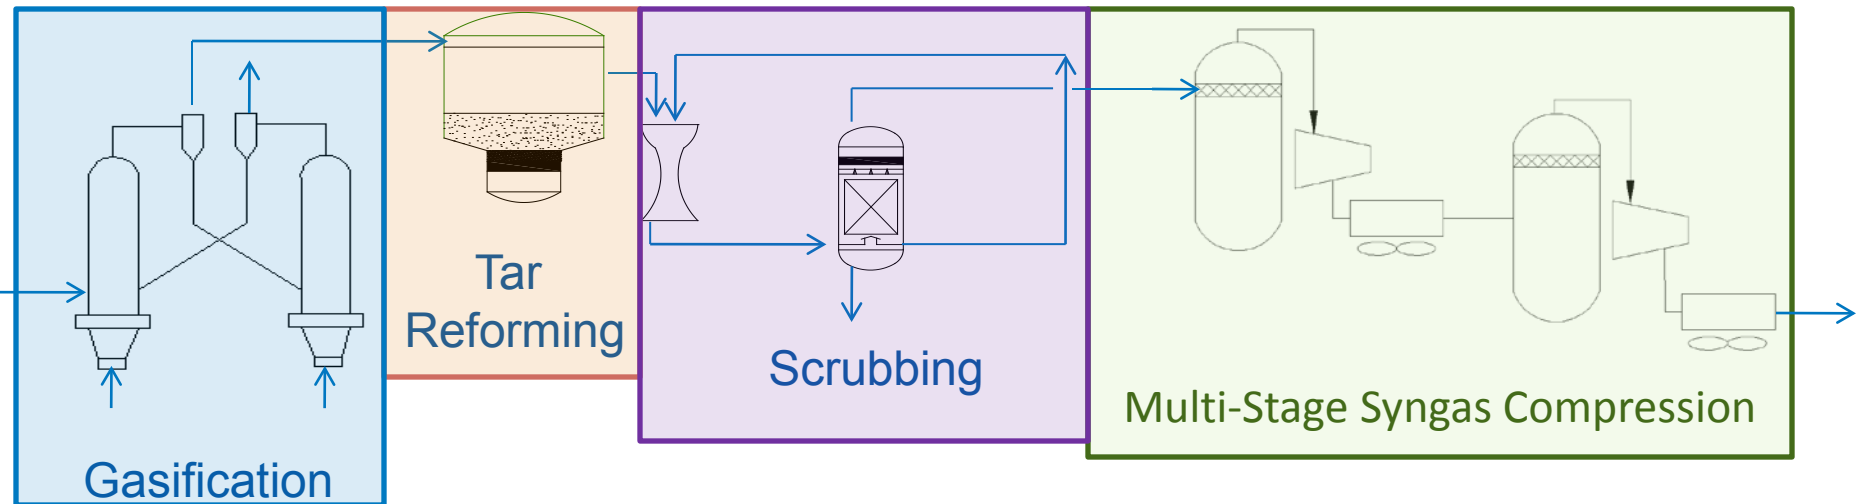 Gasification
Tar
Reforming
Scrubbing
Multi-Stage Syngas Compression